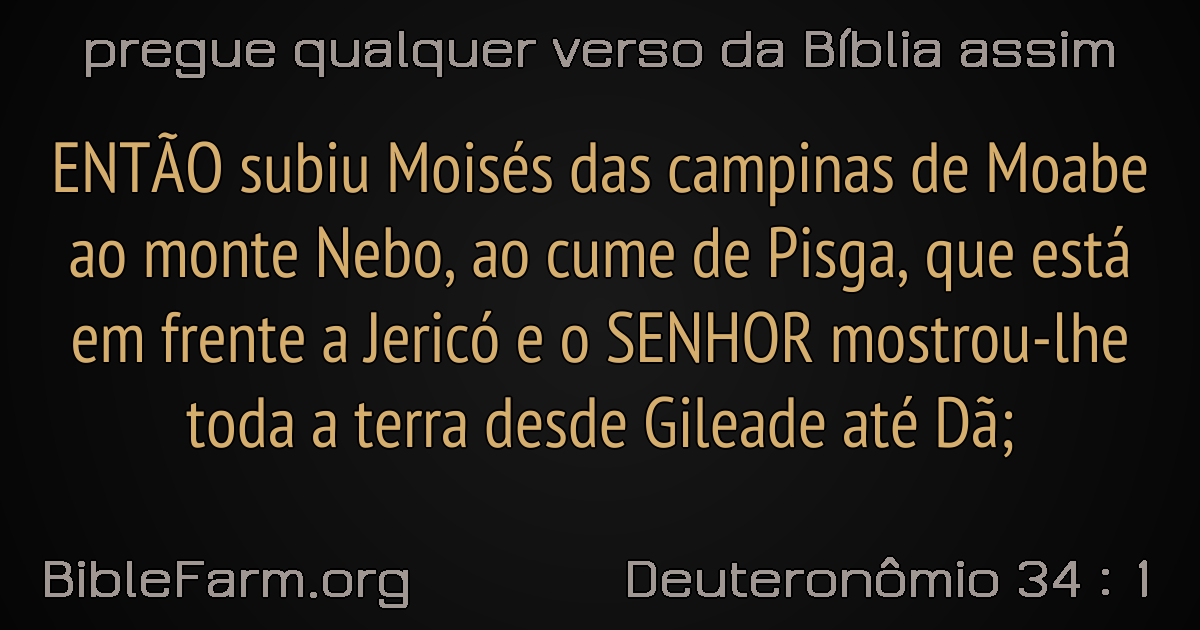 pregue qualquer verso da Bíblia assim
ENTÃO subiu Moisés das campinas de Moabe
ao monte Nebo, ao cume de Pisga, que está
em frente a Jericó e o SENHOR mostrou-lhe
toda a terra desde Gileade até Dã;
BibleFarm.org
Deuteronômio 34 : 1